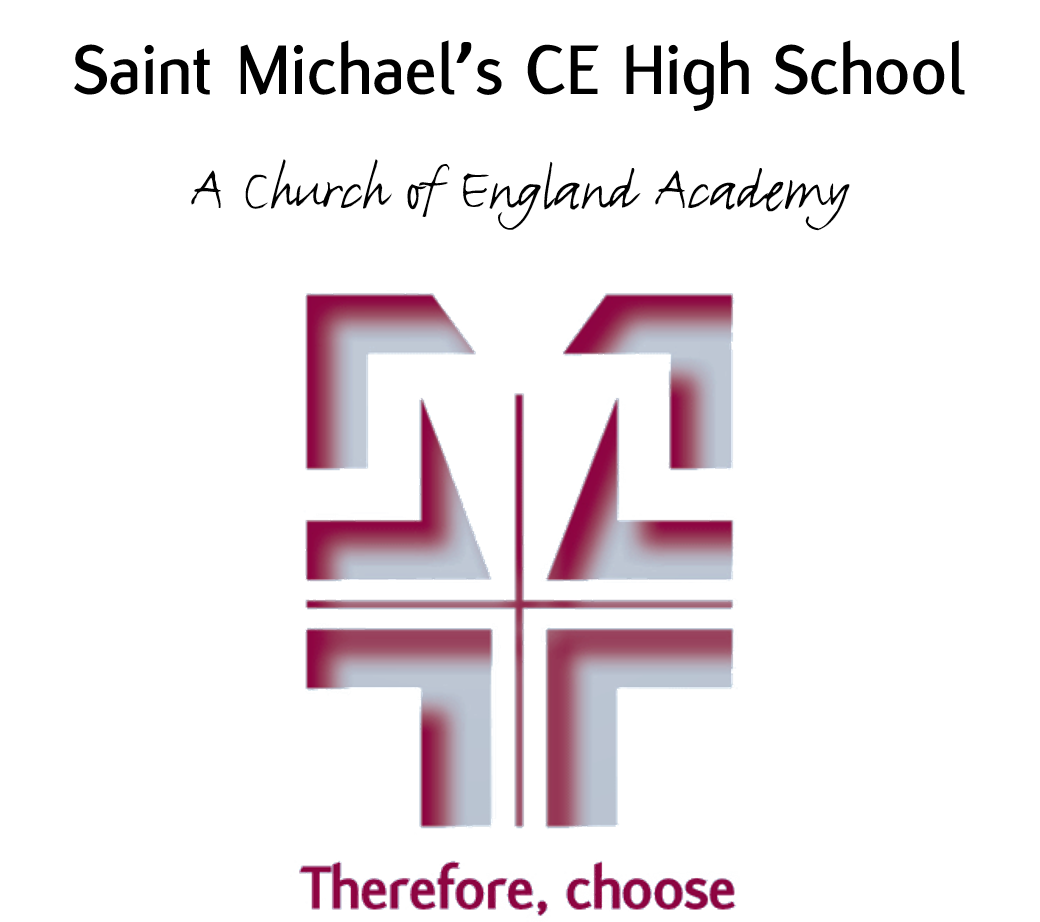 Saint Michael's CE High School
A Church of England Academy
Therefore, choose